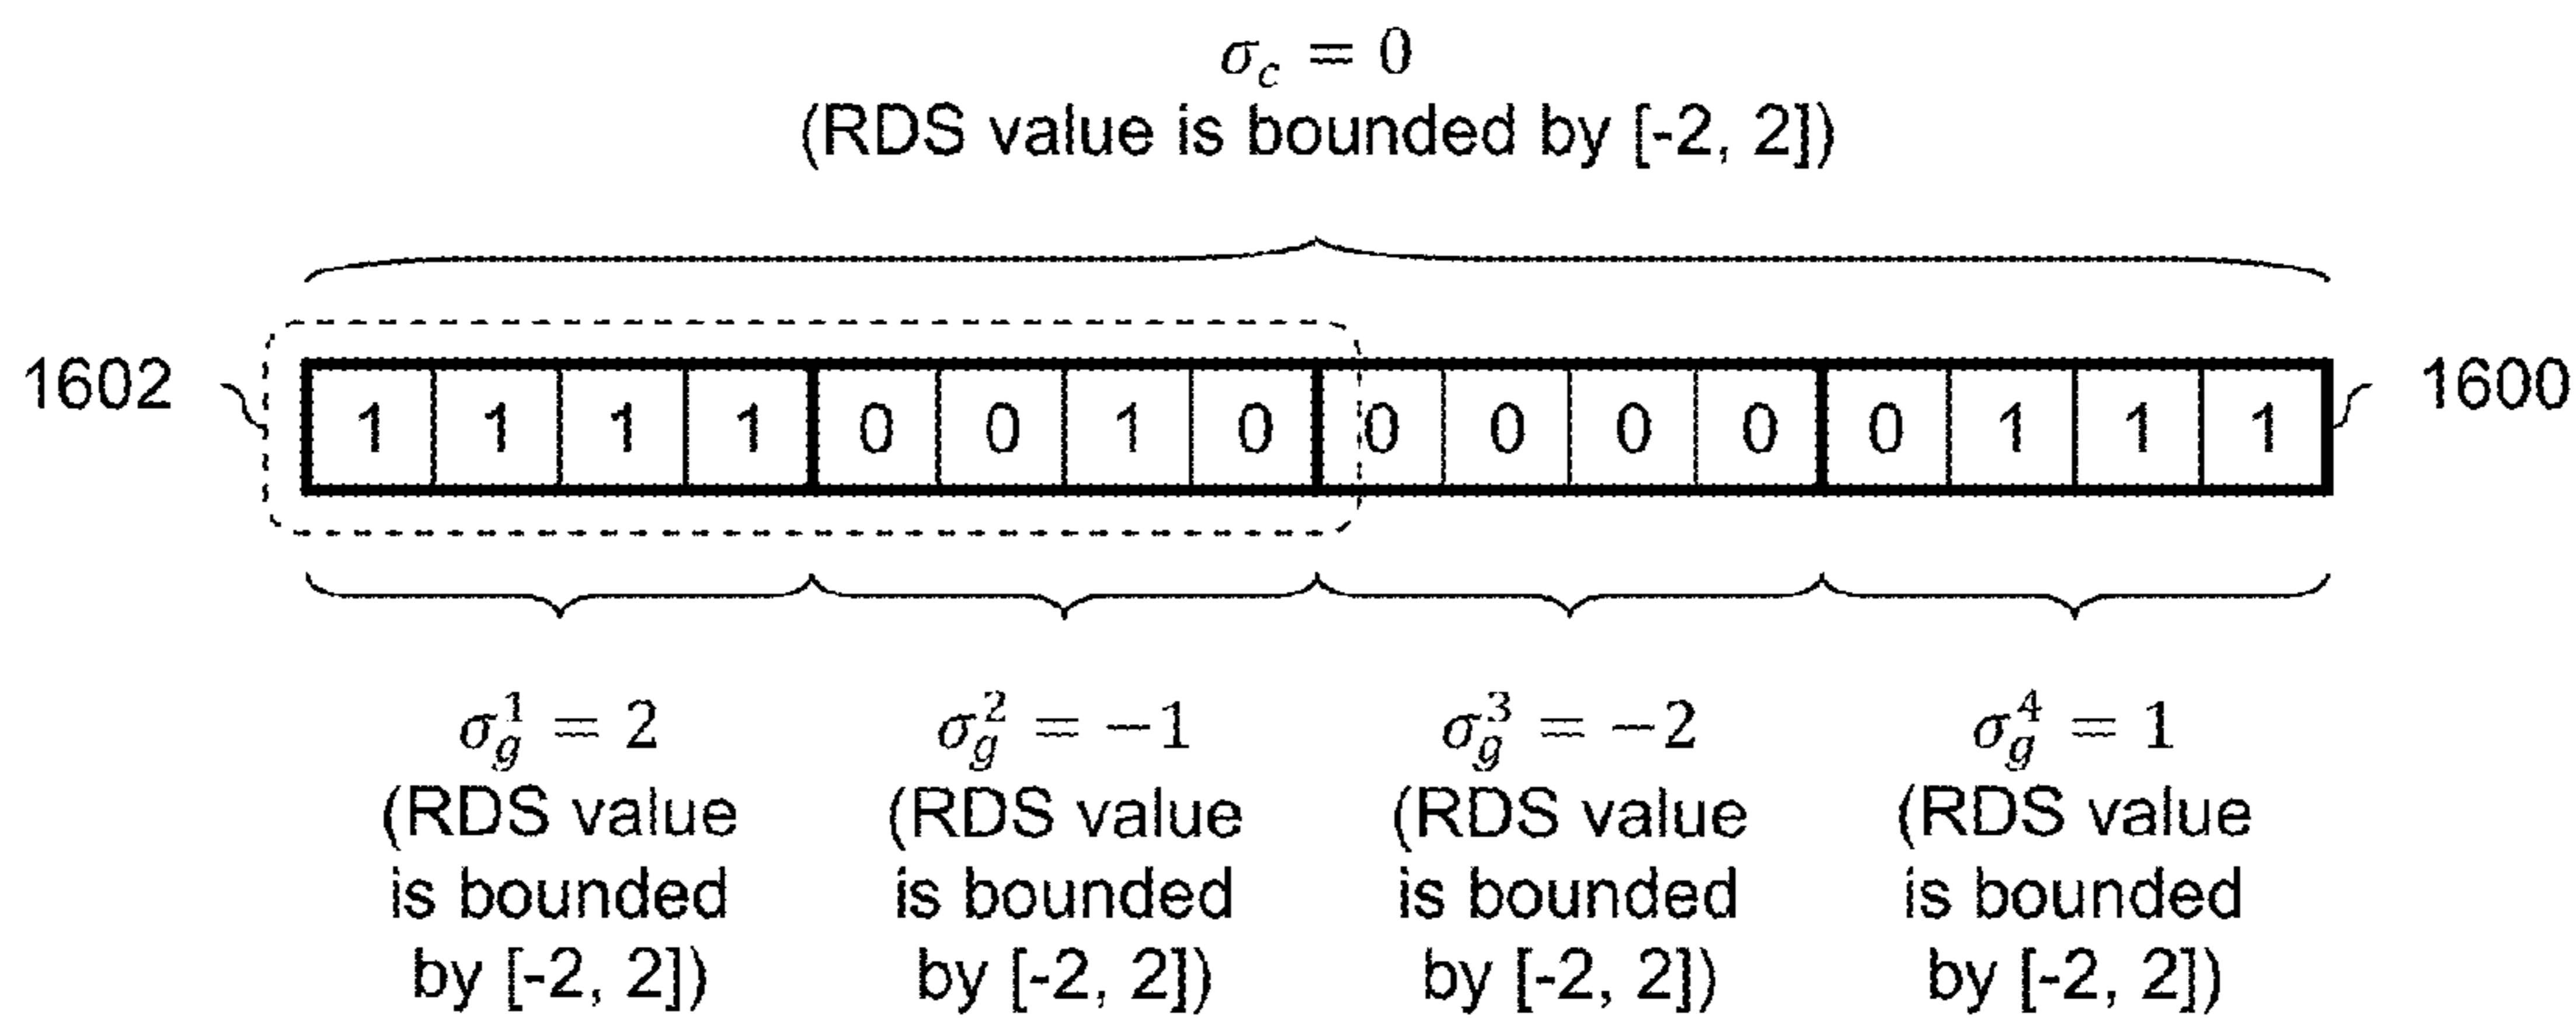 σ_c = 0
(RDS value is bounded by [-2, 2])
1602 1 1 1 1 0 0 1 0 0 0 0 0 0 1 1 1 1600
σ_g^1 = 2 σ_g^2 = −1 σ_g^3 = −2 σ_g^4 = 1
(RDS value (RDS value (RDS value (RDS value
is bounded is bounded is bounded is bounded
by [-2, 2]) by [-2, 2]) by [-2, 2]) by [-2, 2])